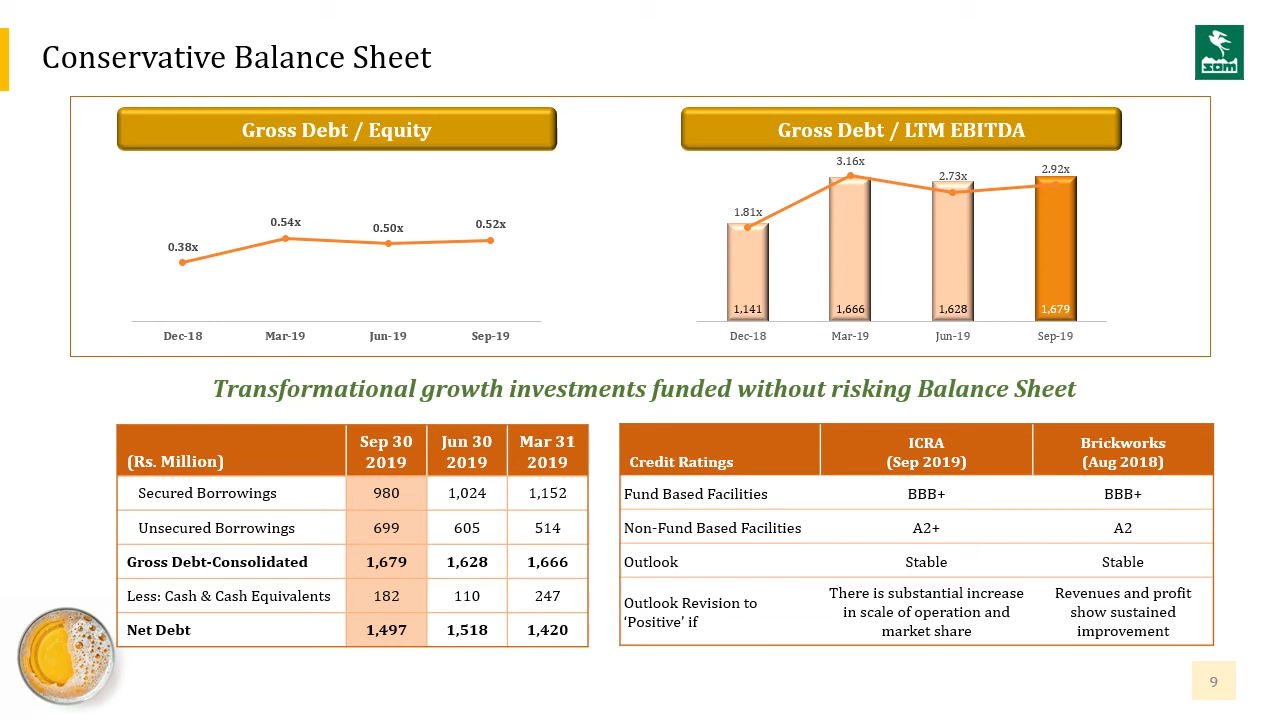 Conservative Balance Sheet
som
Gross Debt / Equity
0.38x
0.54x
0.50x
0.52x
Dec-18
Mar-19
Jun-19
Sep-19
Gross Debt / LTM EBITDA
1.81x
3.16x
2.73x
2.92x
1,141
1,666
1,628
1,679
Dec-18
Mar-19
Jun-19
Sep-19
Transformational growth investments funded without risking Balance Sheet
(Rs. Million) Sep 30 2019 Jun 30 2019 Mar 31 2019
Secured Borrowings 980 1,024 1,152
Unsecured Borrowings 699 605 514
Gross Debt-Consolidated 1,679 1,628 1,666
Less: Cash & Cash Equivalents 182 110 247
Net Debt 1,497 1,518 1,420
Credit Ratings ICRA (Sep 2019) Brickworks (Aug 2018)
Fund Based Facilities BBB+ BBB+
Non-Fund Based Facilities A2+ A2
Outlook Stable Stable
Outlook Revision to
‘Positive’ if
There is substantial increase
in scale of operation and
market share
Revenues and profit
show sustained
improvement
9